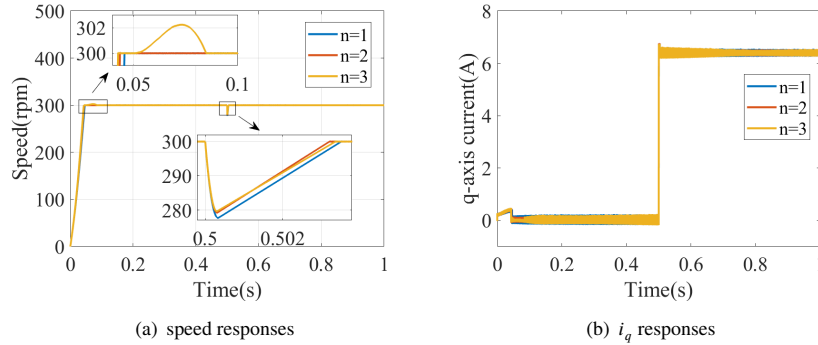 500
400
300
200
100
0
Speed(rpm)
302
300
0.05
0.1
n=1
n=2
n=3
300
290
280
0.5
0.502
0
0.2
0.4
0.6
0.8
1
Time(s)
(a) speed responses
8
6
4
2
0
q-axis current(A)
n=1
n=2
n=3
0
0.2
0.4
0.6
0.8
Time(s)
(b) i_q responses